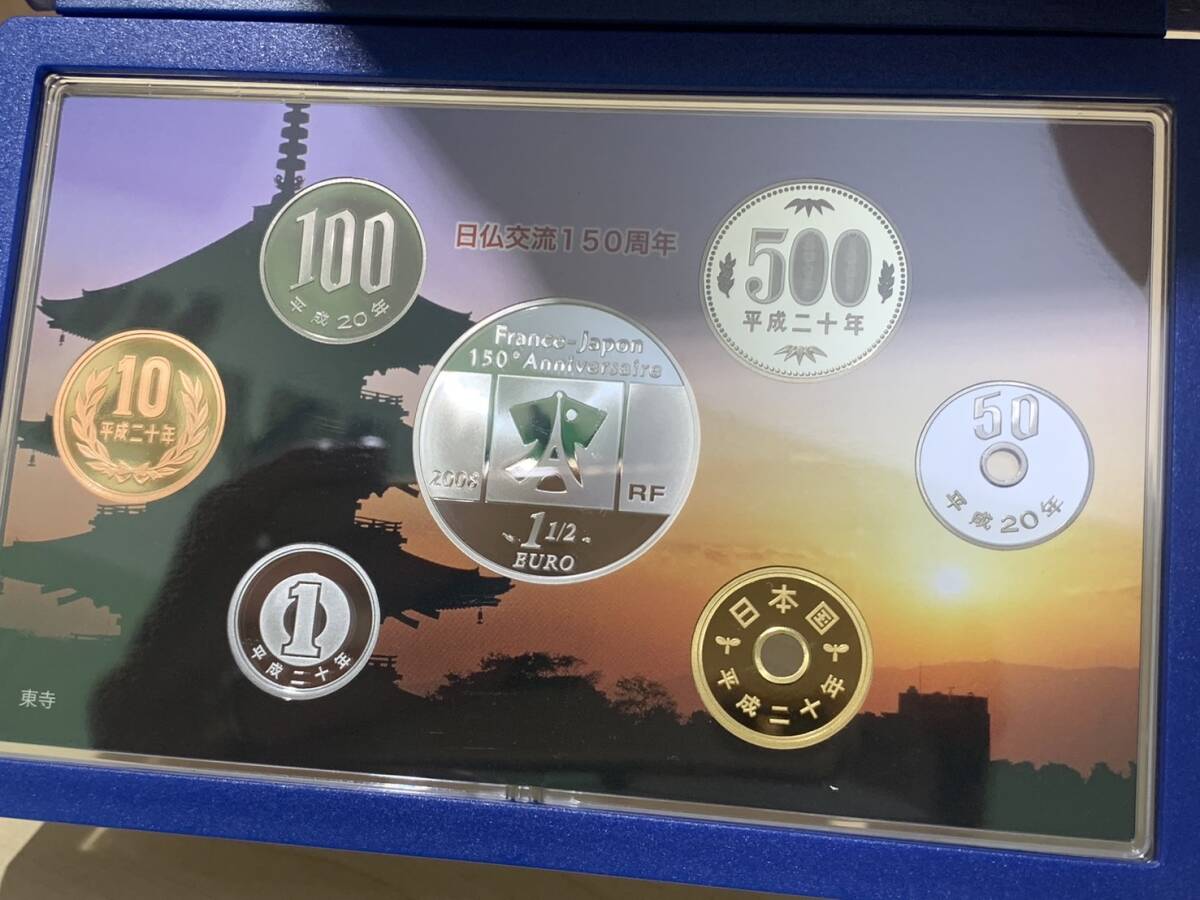 日仏交流150周年
100
平成20年
500
平成二十年
10
平成二十年
France-Japon
150° Anniversaire
2008
RF
1 1/2
EURO
50
平成20年
1
平成二十年
日本国
平成二十年
東寺